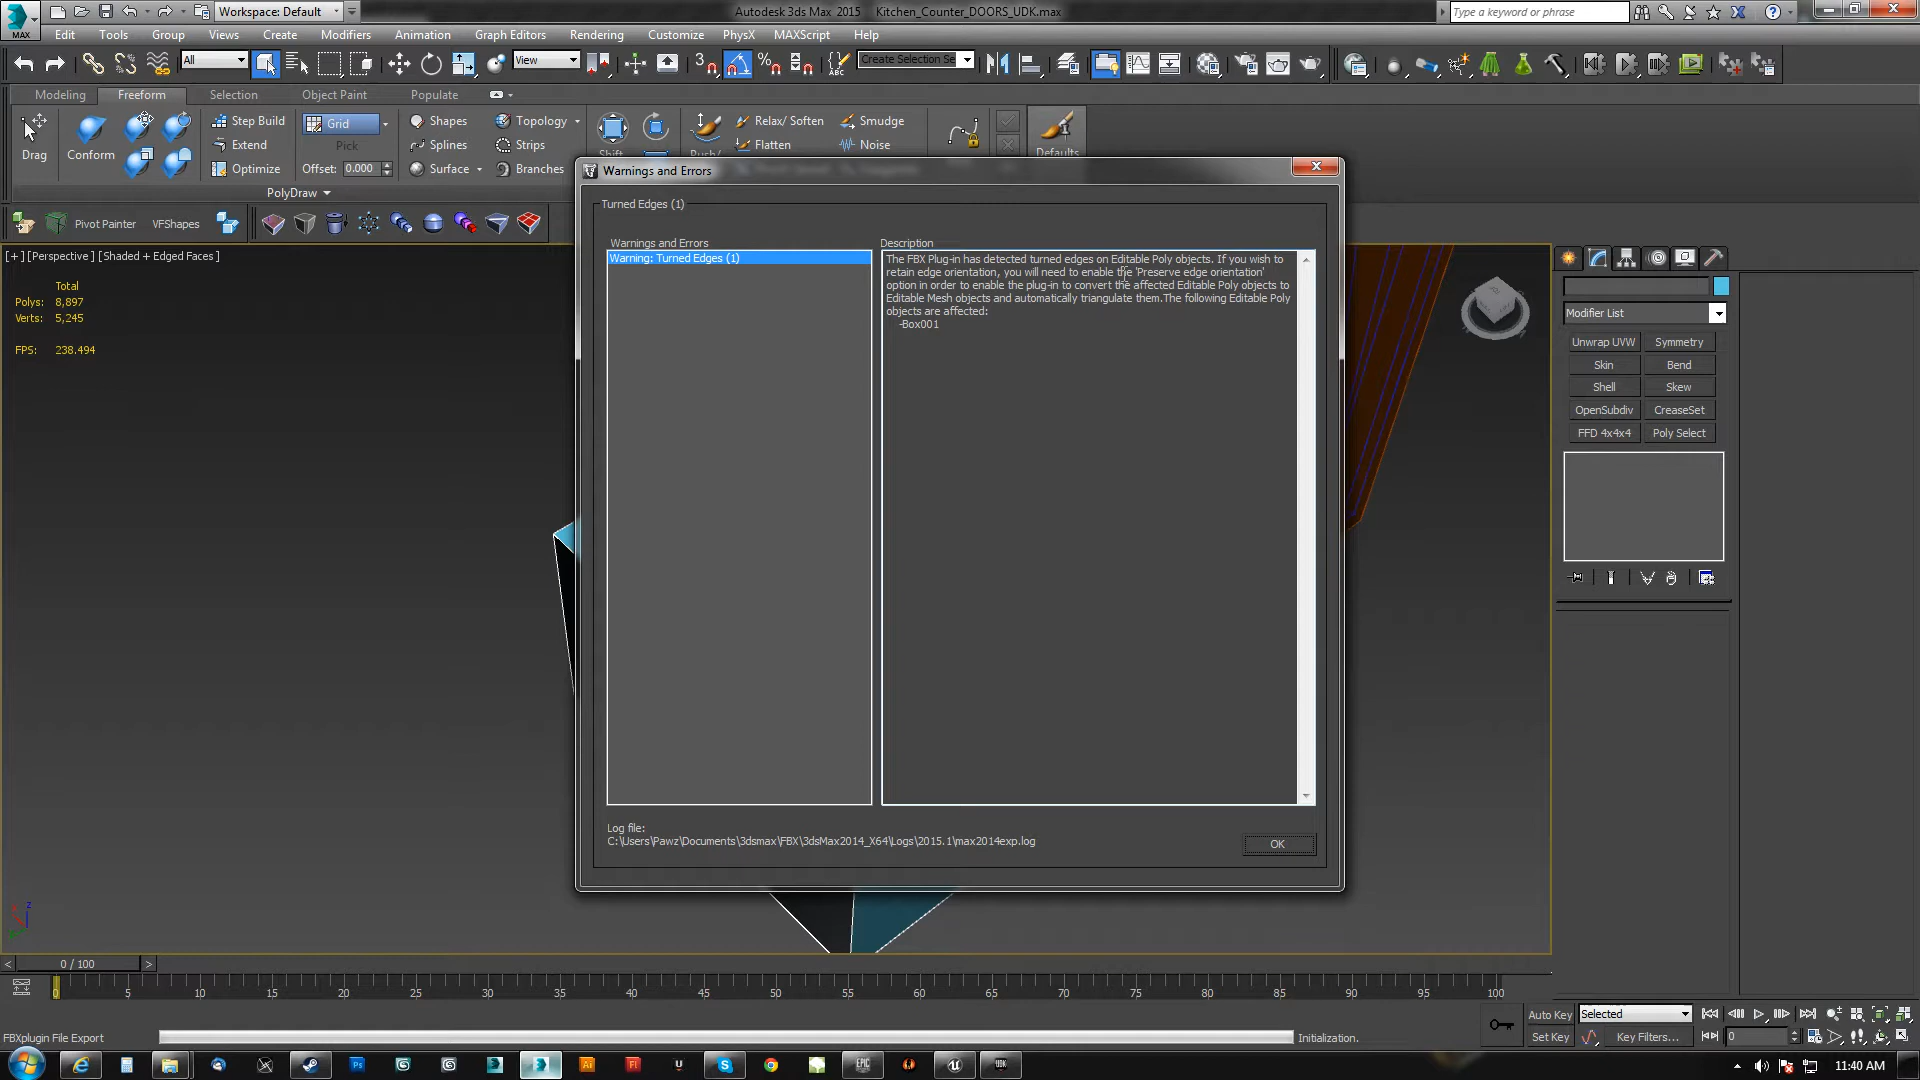 MAX
Workspace: Default
Autodesk 3ds Max 2015 Kitchen_Counter_DOORS_UDK.max
Type a keyword or phrase
Edit Tools Group Views Create Modifiers Animation Graph Editors Rendering Customize PhysX MAXScript Help
All
View
3
ABC
Create Selection Se
Modeling Freeform Selection Object Paint Populate
Drag
Conform
Step Build
Extend
Optimize
Grid
Pick
Offset: 0.000
Shapes
Splines
Surface
Topology
Strips
Branches
Shift
Push/
Relax/ Soften
Flatten
Smudge
Noise
Defaults
PolyDraw
Pivot Painter VFShapes
[+] [Perspective] [Shaded + Edged Faces]
Total
Polys: 8,897
Verts: 5,245
FPS: 238.494
Warnings and Errors
Turned Edges (1)
Warnings and Errors
Warning: Turned Edges (1)
Description
The FBX Plug-in has detected turned edges on Editable Poly objects. If you wish to
retain edge orientation, you will need to enable the 'Preserve edge orientation'
option in order to enable the plug-in to convert the affected Editable Poly objects to
Editable Mesh objects and automatically triangulate them.The following Editable Poly
objects are affected:
-Box001
Log file:
C:\Users\Pawz\Documents\3dsmax\FBX\3dsMax2014_X64\Logs\2015.1\max2014exp.log
OK
Modifier List
Unwrap UVW Symmetry
Skin Bend
Shell Skew
OpenSubdiv CreaseSet
FFD 4x4x4 Poly Select
z
< 0 / 100 >
0 5 10 15 20 25 30 35 40 45 50 55 60 65 70 75 80 85 90 95 100
FBXplugin File Export
Initialization.
Auto Key Selected
Set Key Key Filters...
0
Ps
Ai
Fl
EPIC
UDK
11:40 AM